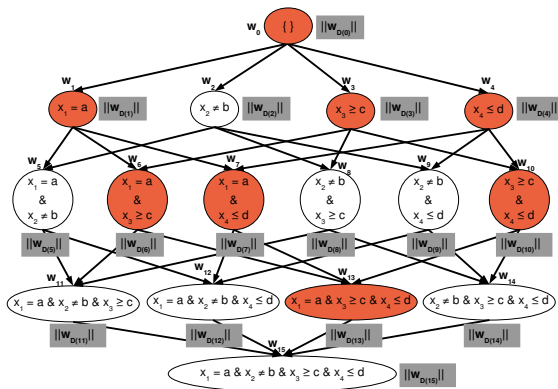 w0 { } ||wD(0)||
w1 w2 w3 w4
x1 = a ||wD(1)|| x2 ≠ b ||wD(2)|| x3 ≥ c ||wD(3)|| x4 ≤ d ||wD(4)||
w5 w6 w7 w8 w9 w10
x1 = a x1 = a x1 = a x2 ≠ b x2 ≠ b x3 ≥ c
& & & & & &
x2 ≠ b x3 ≥ c x4 ≤ d x3 ≥ c x4 ≤ d x4 ≤ d
||wD(5)|| ||wD(6)|| ||wD(7)|| ||wD(8)|| ||wD(9)|| ||wD(10)||
w11 w12 w13 w14
x1 = a & x2 ≠ b & x3 ≥ c x1 = a & x2 ≠ b & x4 ≤ d x1 = a & x3 ≥ c & x4 ≤ d x2 ≠ b & x3 ≥ c & x4 ≤ d
||wD(11)|| ||wD(12)|| ||wD(13)|| ||wD(14)||
w15
x1 = a & x2 ≠ b & x3 ≥ c & x4 ≤ d ||wD(15)||